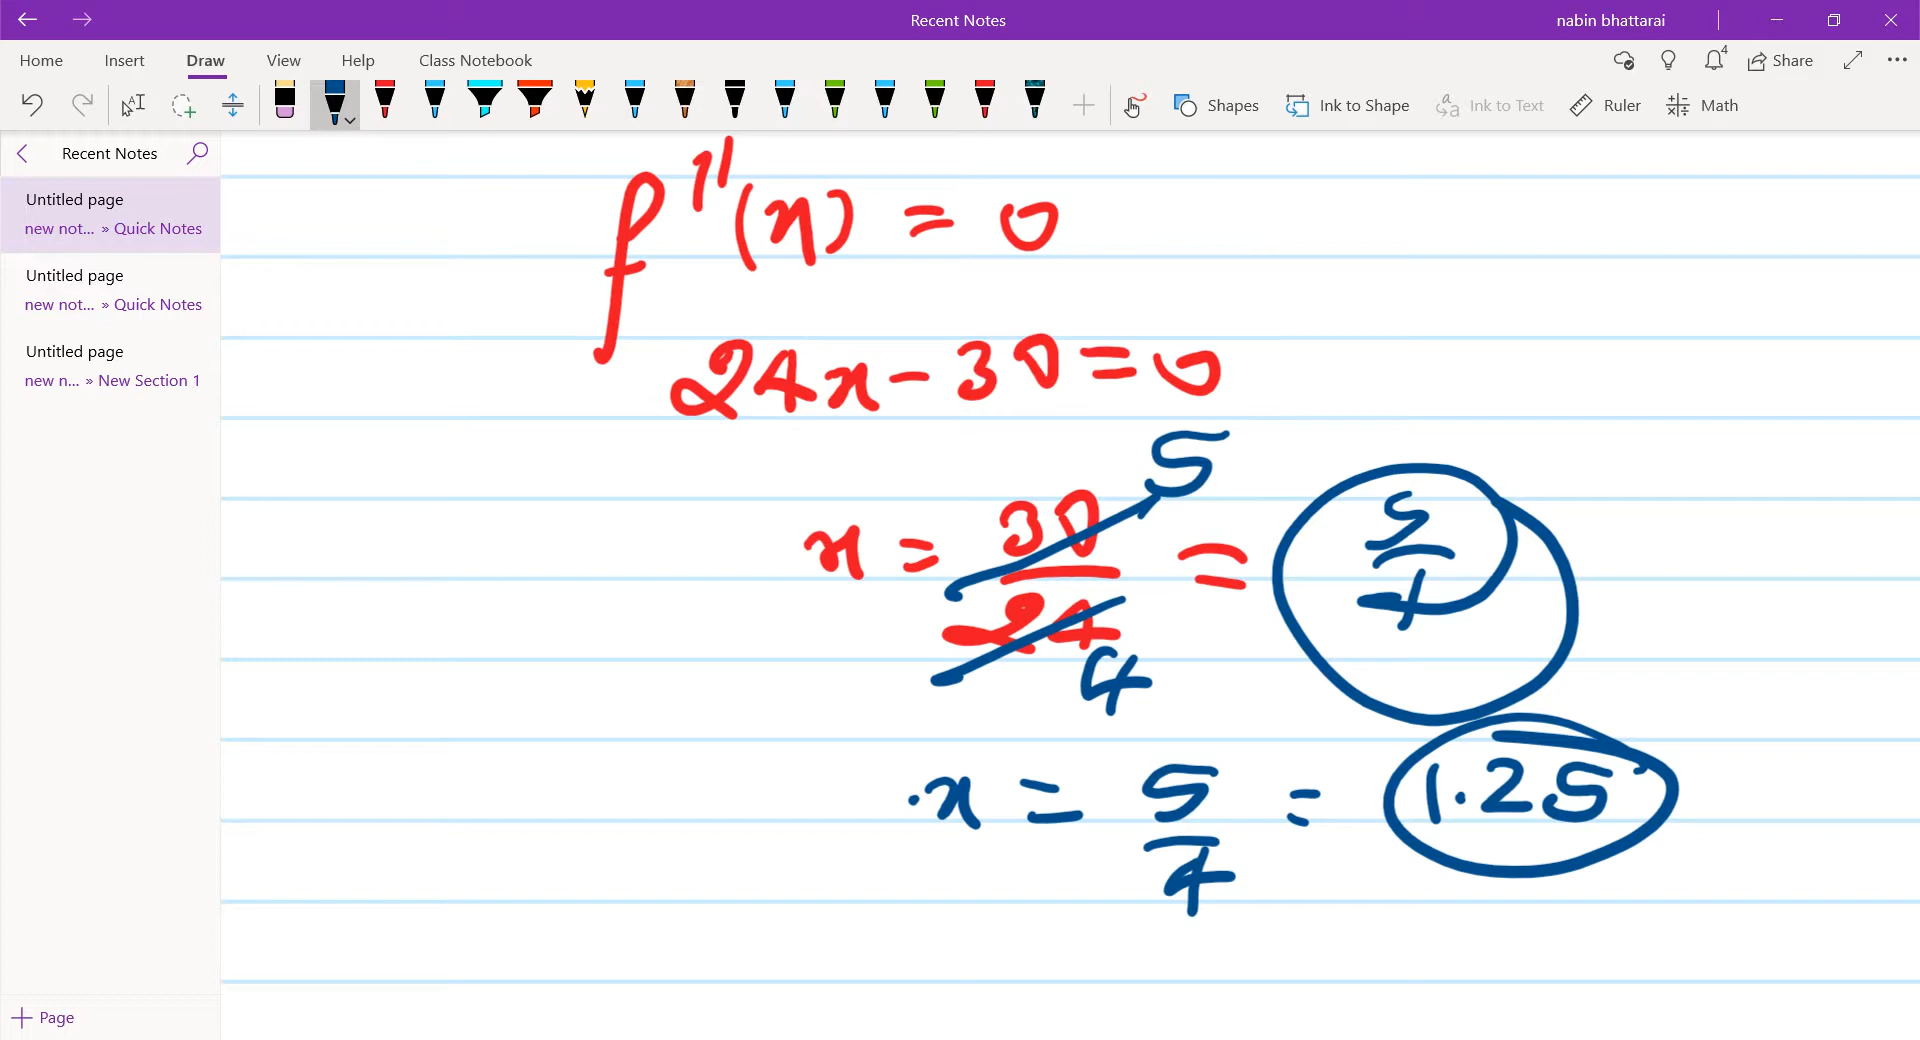 Recent Notes
nabin bhattarai
Home Insert Draw View Help Class Notebook
4 Share
Shapes Ink to Shape Ink to Text Ruler Math
Recent Notes
Untitled page
new not... » Quick Notes
Untitled page
new not... » Quick Notes
Untitled page
new n... » New Section 1
Page
f''(x) = 0
24x - 30 = 0
5
x = 30/24 = 5/4
4
.x = 5/4 = 1.25